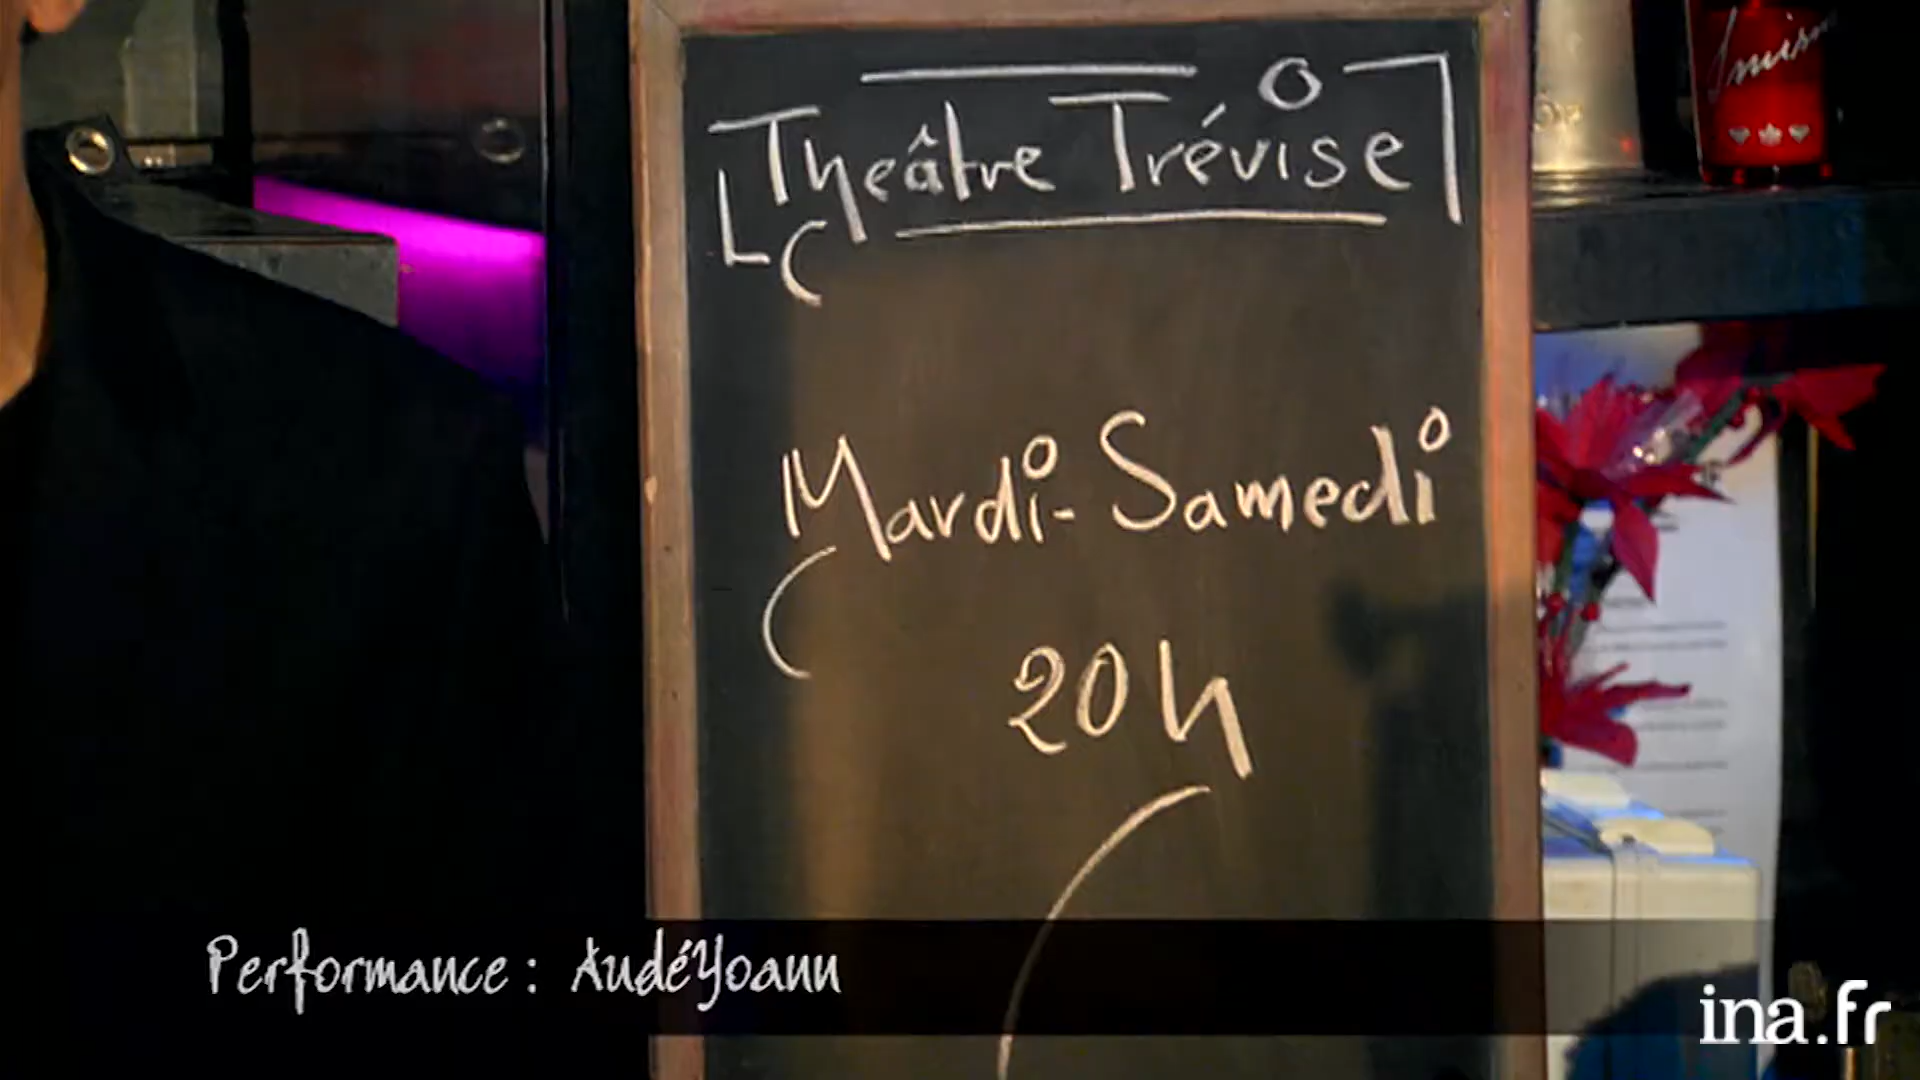 Théâtre Trévise
Mardi-Samedi
20h
Performance : AudéYoann
ina.fr